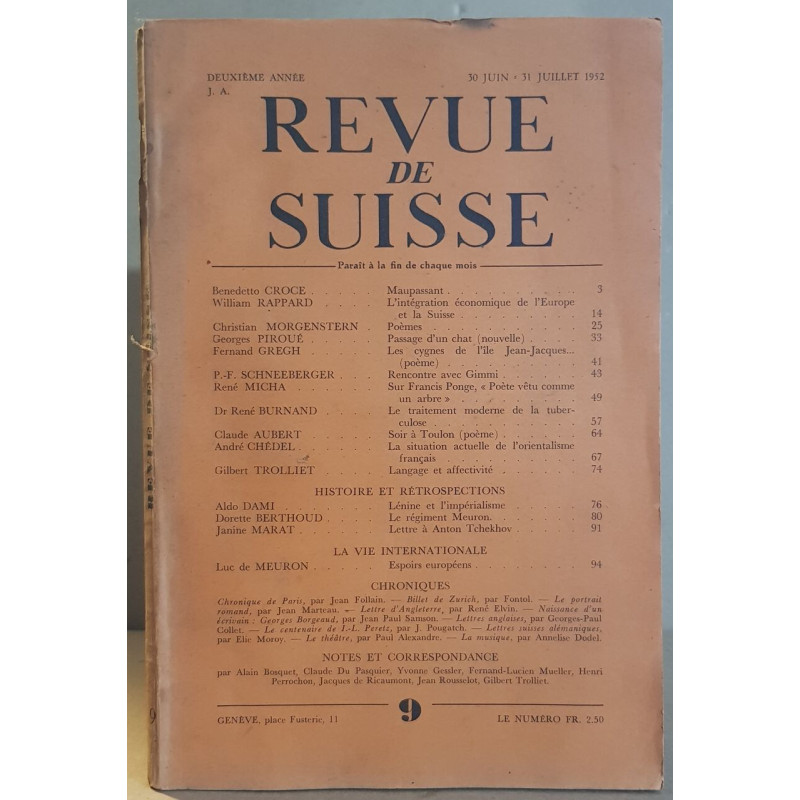 DEUXIÈME ANNÉE 30 JUIN - 31 JUILLET 1952
J. A.
REVUE
DE
SUISSE
Paraît à la fin de chaque mois
Benedetto CROCE . . . . . . Maupassant . . . . . . . . . . 3
William RAPPARD . . . . . L'intégration économique de l'Europe
et la Suisse . . . . . . . . . 14
Christian MORGENSTERN . Poèmes . . . . . . . . . . . 25
Georges PIROUÉ . . . . . . Passage d'un chat (nouvelle) . . . . 33
Fernand GREGH . . . . . . Les cygnes de l'île Jean-Jacques...
(poème) . . . . . . . . . . 41
P.-F. SCHNEEBERGER . . . Rencontre avec Gimmi . . . . . . 43
René MICHA . . . . . . . Sur Francis Ponge, « Poète vêtu comme
un arbre » . . . . . . . . . 49
Dr René BURNAND . . . . Le traitement moderne de la tuber-
culose . . . . . . . . . . . 57
Claude AUBERT . . . . . . Soir à Toulon (poème) . . . . . . 64
André CHÉDEL . . . . . . La situation actuelle de l'orientalisme
français . . . . . . . . . . 67
Gilbert TROLLIET . . . . . Langage et affectivité . . . . . . 74
HISTOIRE ET RÉTROSPECTIONS
Aldo DAMI . . . . . . . . Lénine et l'impérialisme . . . . . 76
Dorette BERTHOUD . . . . . Le régiment Meuron . . . . . . . 80
Janine MARAT . . . . . . . Lettre à Anton Tchekhov . . . . . 91
LA VIE INTERNATIONALE
Luc de MEURON . . . . . . Espoirs européens . . . . . . . . 94
CHRONIQUES
Chronique de Paris, par Jean Follain. — Billet de Zurich, par Fontol. — Le portrait
romand, par Jean Marteau. — Lettre d'Angleterre, par René Elvin. — Naissance d'un
écrivain : Georges Borgeaud, par Jean Paul Samson. — Lettres anglaises, par Georges-Paul
Collet. — Le centenaire de J.-L. Peretz, par J. Pougatch. — Lettres suisses alémaniques,
par Elie Moroy. — Le théâtre, par Paul Alexandre. — La musique, par Annelise Dodel.
NOTES ET CORRESPONDANCE
par Alain Bosquet, Claude Du Pasquier, Yvonne Gessler, Fernand-Lucien Mueller, Henri
Perrochon, Jacques de Ricaumont, Jean Rousselot, Gilbert Trolliet.
GENÈVE, place Fusterie, 11 9 LE NUMÉRO FR. 2.50
9